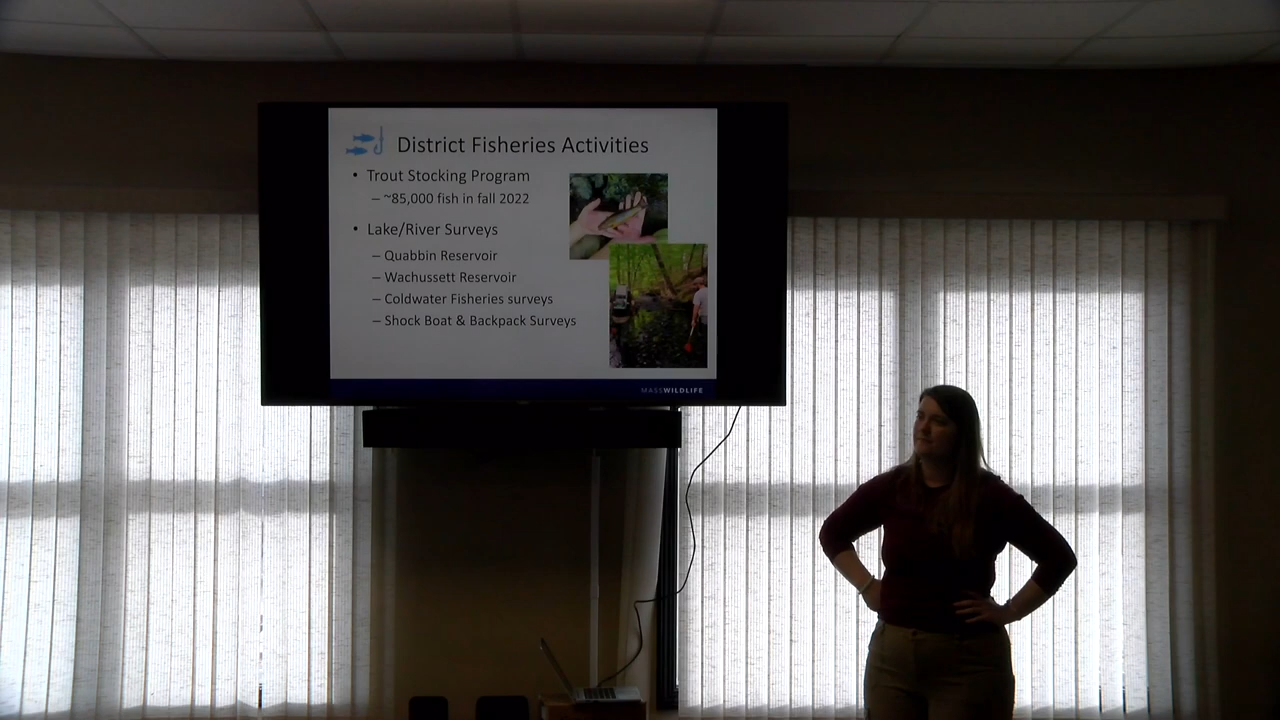 District Fisheries Activities
• Trout Stocking Program
– ~85,000 fish in fall 2022
• Lake/River Surveys
– Quabbin Reservoir
– Wachussett Reservoir
– Coldwater Fisheries surveys
– Shock Boat & Backpack Surveys
MASSWILDLIFE